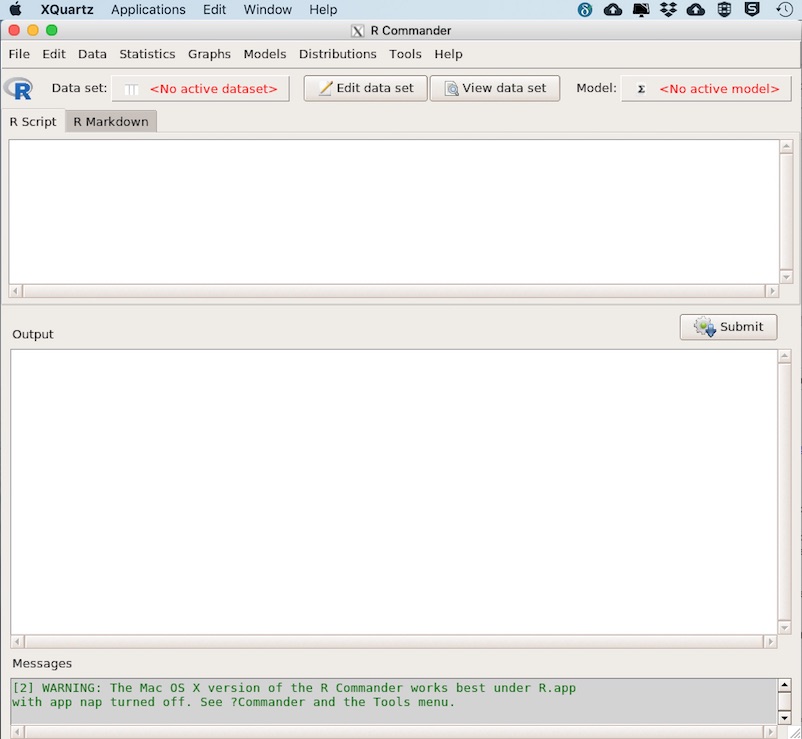 XQuartz Applications Edit Window Help
R Commander
File Edit Data Statistics Graphs Models Distributions Tools Help
R Data set: <No active dataset> Edit data set View data set Model: Σ <No active model>
R Script R Markdown
Submit
Output
Messages
[2] WARNING: The Mac OS X version of the R Commander works best under R.app
with app nap turned off. See ?Commander and the Tools menu.